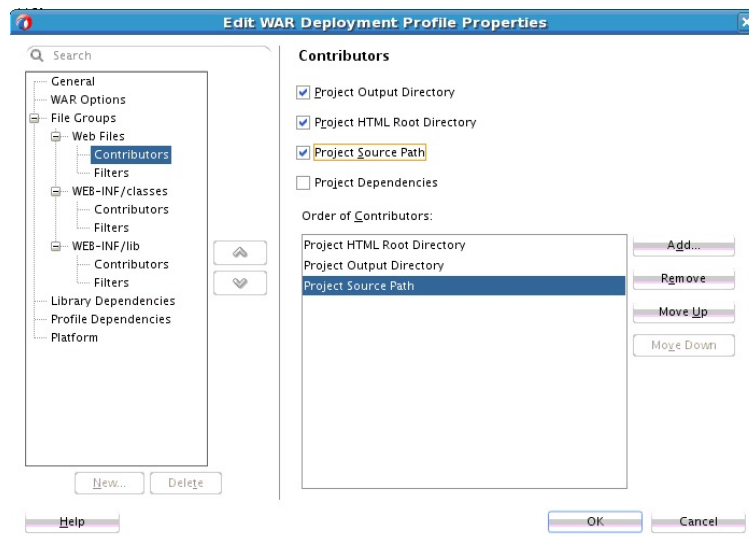 Edit WAR Deployment Profile Properties
Search
General
WAR Options
File Groups
Web Files
Contributors
Filters
WEB-INF/classes
Contributors
Filters
WEB-INF/lib
Contributors
Filters
Library Dependencies
Profile Dependencies
Platform
New...
Delete
Contributors
Project Output Directory
Project HTML Root Directory
Project Source Path
Project Dependencies
Order of Contributors:
Project HTML Root Directory
Project Output Directory
Project Source Path
Add...
Remove
Move Up
Move Down
Help
OK
Cancel